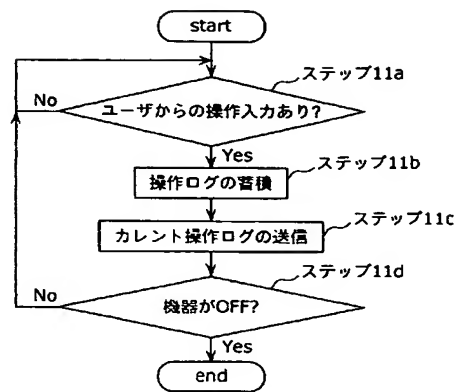 start
ステップ11a
ユーザからの操作入力あり?
No
Yes
ステップ11b
操作ログの蓄積
ステップ11c
カレント操作ログの送信
ステップ11d
機器がOFF?
No
Yes
end